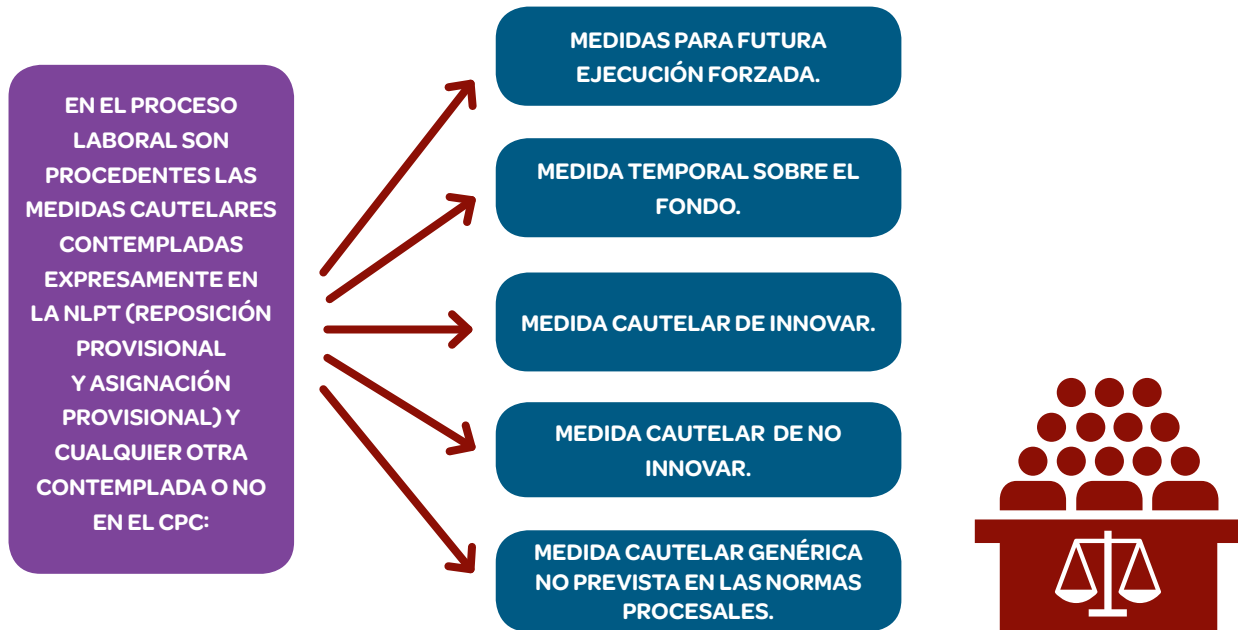 EN EL PROCESO
LABORAL SON
PROCEDENTES LAS
MEDIDAS CAUTELARES
CONTEMPLADAS
EXPRESAMENTE EN
LA NLPT (REPOSICIÓN
PROVISIONAL
Y ASIGNACIÓN
PROVISIONAL) Y
CUALQUIER OTRA
CONTEMPLADA O NO
EN EL CPC:
MEDIDAS PARA FUTURA
EJECUCIÓN FORZADA.
MEDIDA TEMPORAL SOBRE EL
FONDO.
MEDIDA CAUTELAR DE INNOVAR.
MEDIDA CAUTELAR DE NO
INNOVAR.
MEDIDA CAUTELAR GENÉRICA
NO PREVISTA EN LAS NORMAS
PROCESALES.